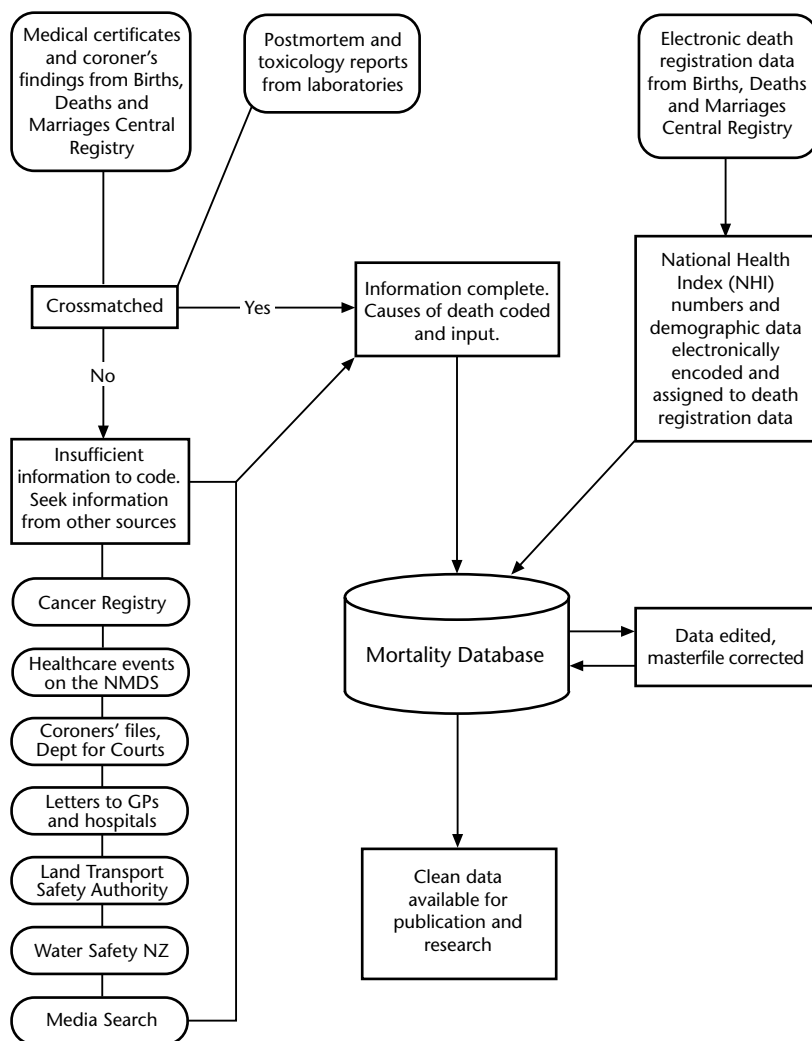 Medical certificates
and coroner's
findings from Births,
Deaths and
Marriages Central
Registry
Postmortem and
toxicology reports
from laboratories
Electronic death
registration data
from Births, Deaths
and Marriages
Central Registry
Crossmatched
Yes
Information complete.
Causes of death coded
and input.
National Health
Index (NHI)
numbers and
demographic data
electronically
encoded and
assigned to death
registration data
No
Insufficient
information to code.
Seek information
from other sources
Cancer Registry
Healthcare events
on the NMDS
Coroners' files,
Dept for Courts
Letters to GPs
and hospitals
Land Transport
Safety Authority
Water Safety NZ
Media Search
Mortality Database
Data edited,
masterfile corrected
Clean data
available for
publication and
research